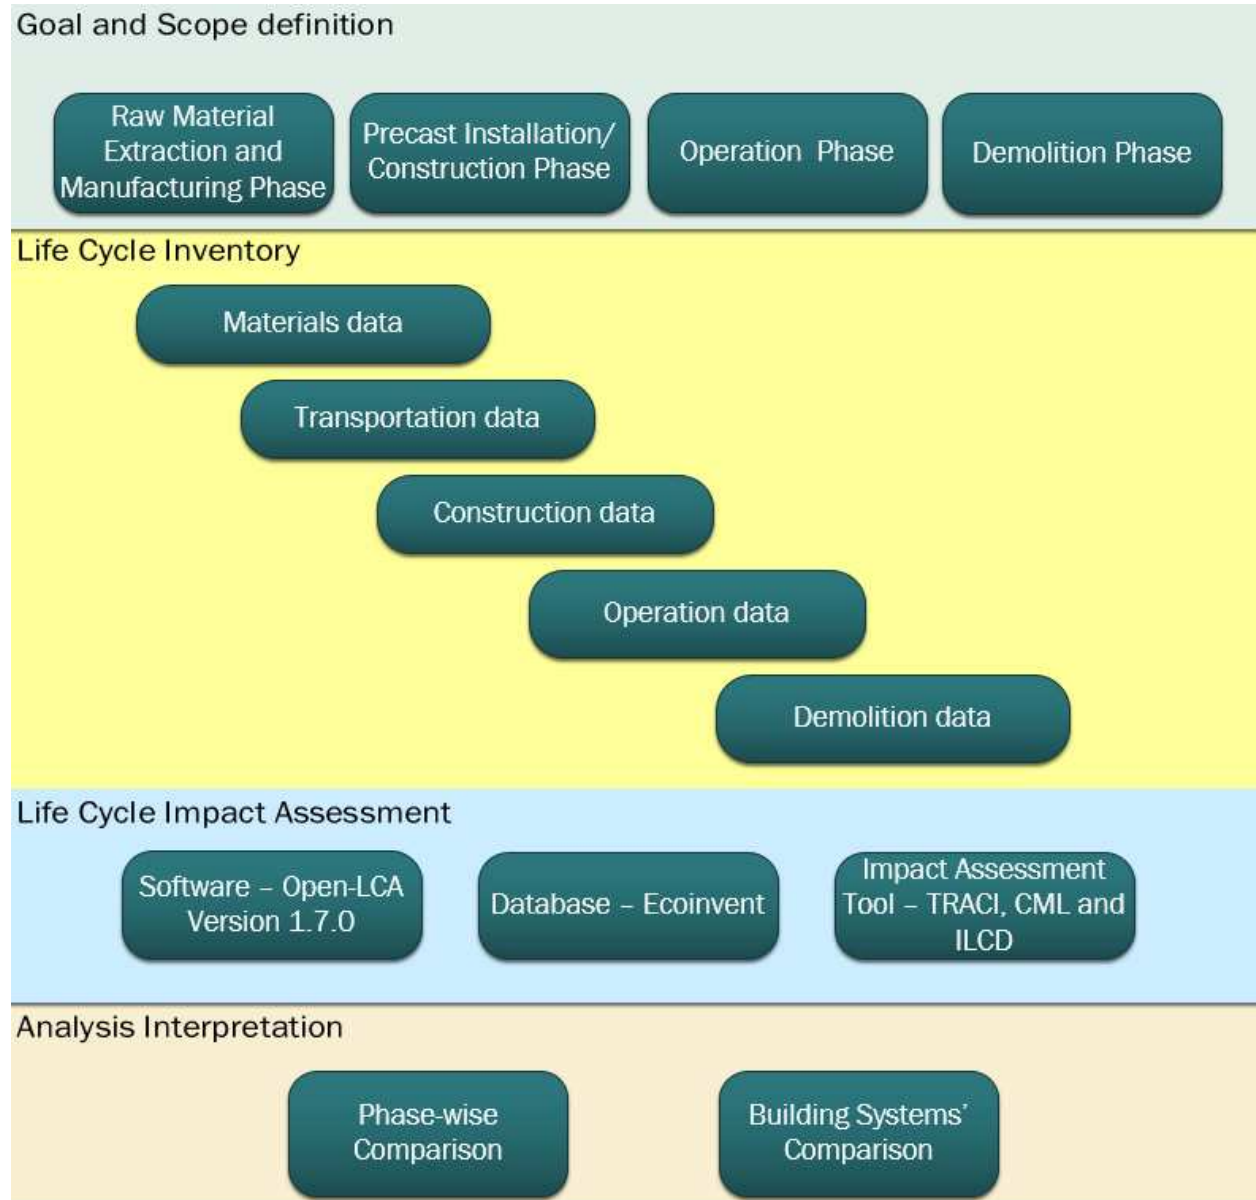 Goal and Scope definition
Raw Material
Extraction and
Manufacturing Phase
Precast Installation/
Construction Phase
Operation Phase
Demolition Phase
Life Cycle Inventory
Materials data
Transportation data
Construction data
Operation data
Demolition data
Life Cycle Impact Assessment
Software – Open-LCA
Version 1.7.0
Database – Ecoinvent
Impact Assessment
Tool – TRACI, CML and
ILCD
Analysis Interpretation
Phase-wise
Comparison
Building Systems’
Comparison